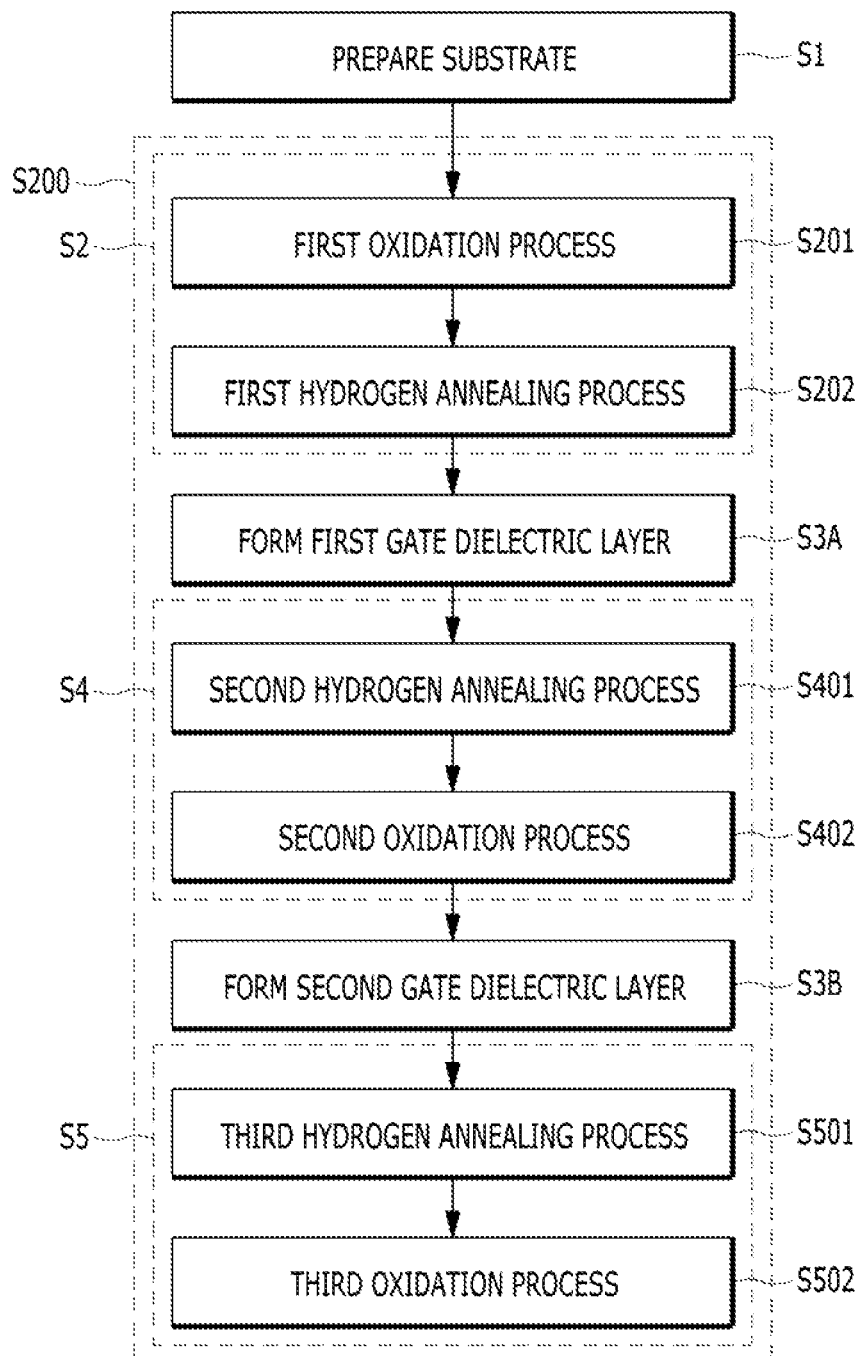 PREPARE SUBSTRATE
S1
S200
S2
FIRST OXIDATION PROCESS
S201
FIRST HYDROGEN ANNEALING PROCESS
S202
FORM FIRST GATE DIELECTRIC LAYER
S3A
S4
SECOND HYDROGEN ANNEALING PROCESS
S401
SECOND OXIDATION PROCESS
S402
FORM SECOND GATE DIELECTRIC LAYER
S3B
S5
THIRD HYDROGEN ANNEALING PROCESS
S501
THIRD OXIDATION PROCESS
S502